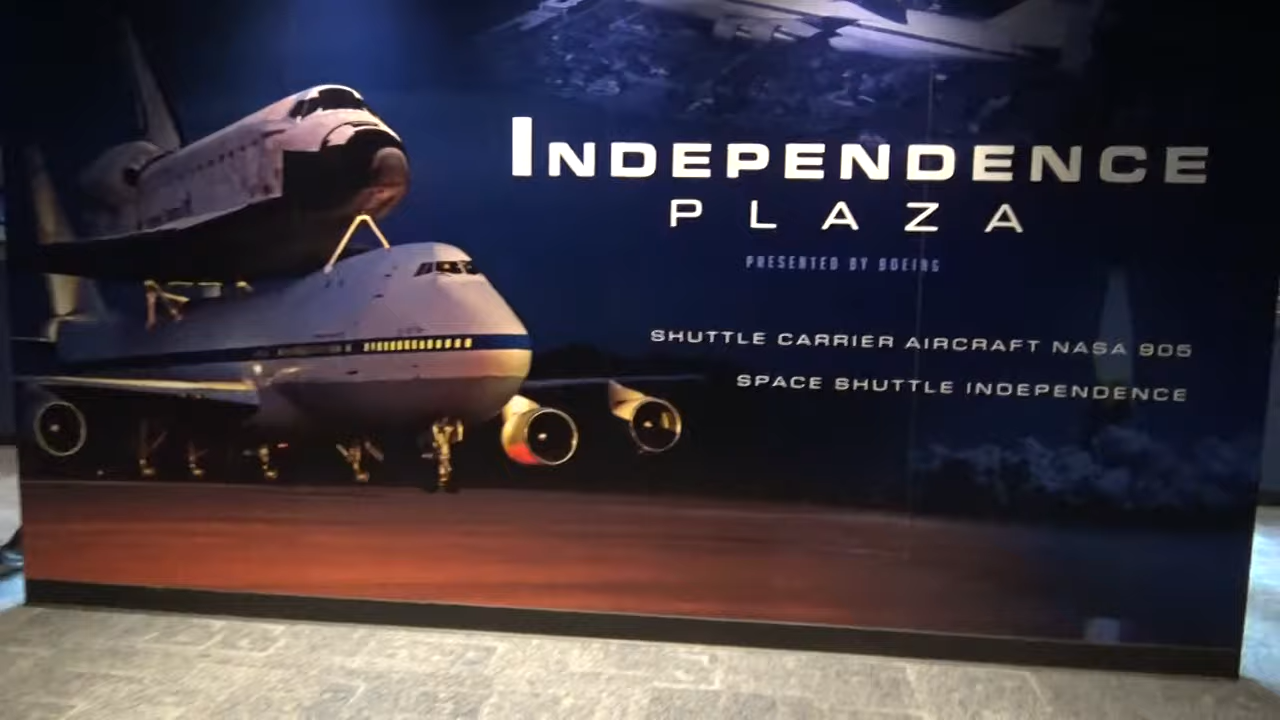 INDEPENDENCE
PLAZA
PRESENTED BY BOEING
SHUTTLE CARRIER AIRCRAFT NASA 905
SPACE SHUTTLE INDEPENDENCE